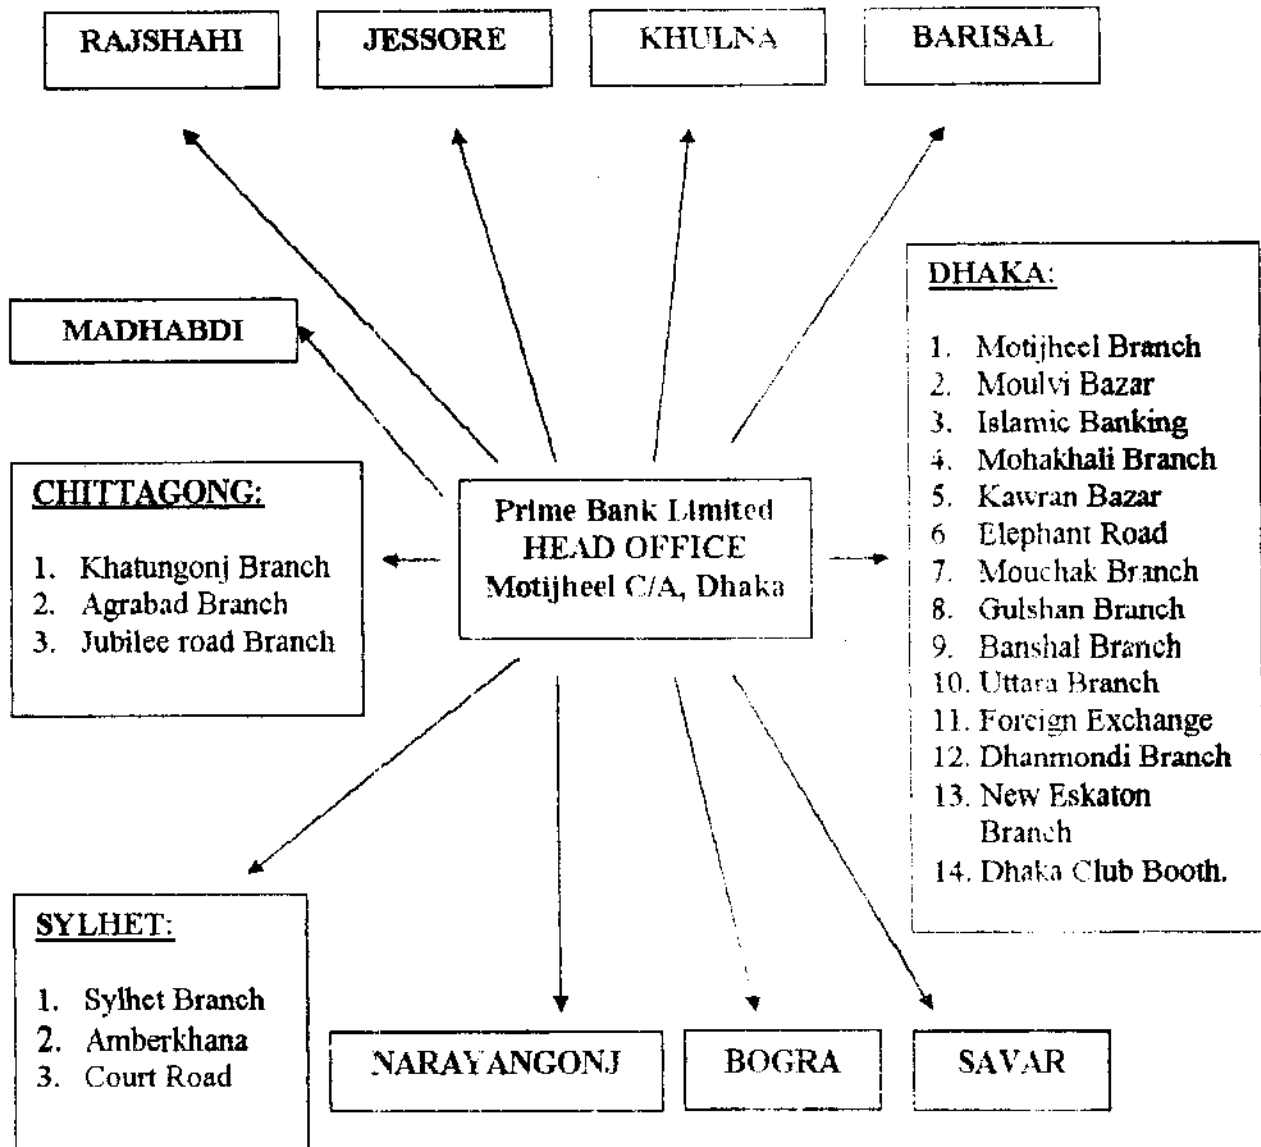 RAJSHAHI
JESSORE
KHULNA
BARISAL
MADHABDI
DHAKA:
1. Motijheel Branch
2. Moulvi Bazar
3. Islamic Banking
4. Mohakhali Branch
5. Kawran Bazar
6 Elephant Road
7. Mouchak Branch
8. Gulshan Branch
9. Banshal Branch
10. Uttara Branch
11. Foreign Exchange
12. Dhanmondi Branch
13. New Eskaton
Branch
14. Dhaka Club Booth.
CHITTAGONG:
1. Khatungonj Branch
2. Agrabad Branch
3. Jubilee road Branch
Prime Bank Limited
HEAD OFFICE
Motijheel C/A, Dhaka
SYLHET:
1. Sylhet Branch
2. Amberkhana
3. Court Road
NARAYANGONJ
BOGRA
SAVAR